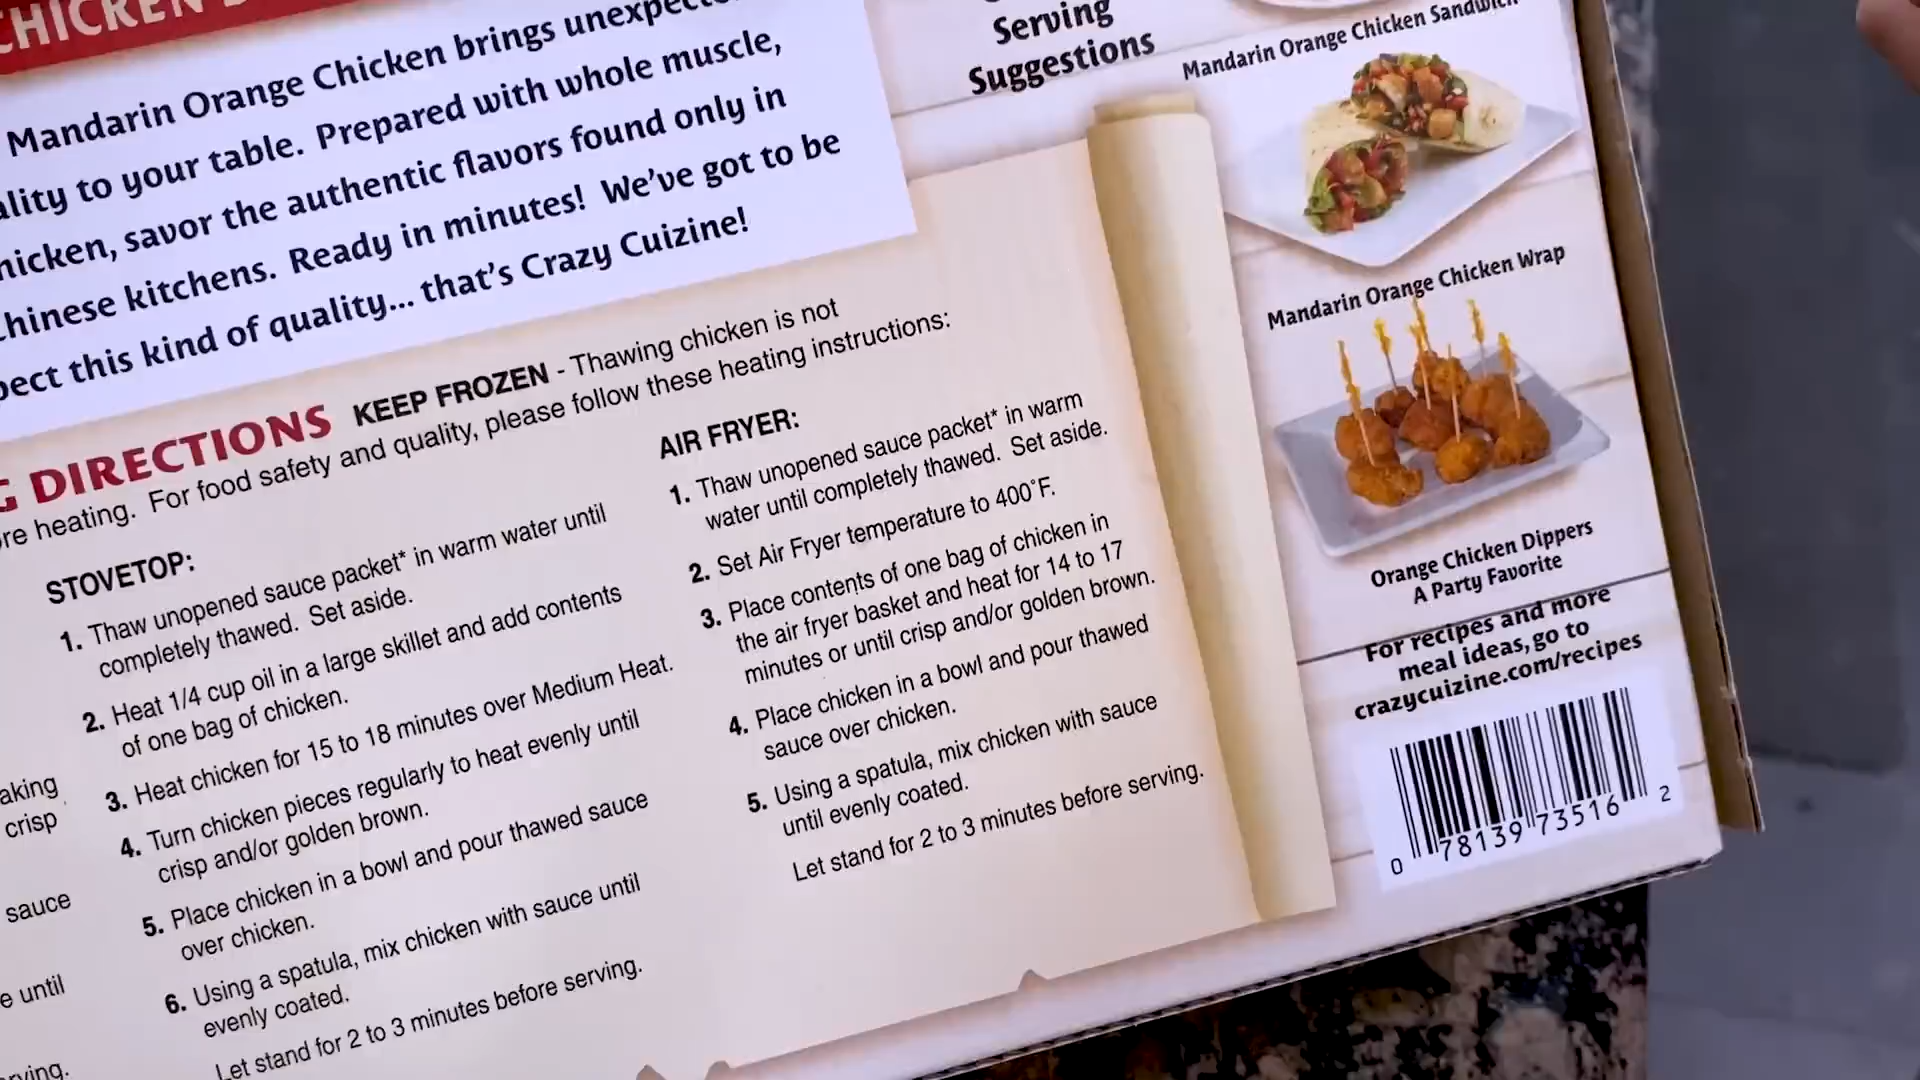 CHICKEN
Mandarin Orange Chicken brings
ality to your table. Prepared with whole muscle,
hicken, savor the authentic flavors found only in
Chinese kitchens. Ready in minutes! We've got to be
pect this kind of quality... that's Crazy Cuizine!
G DIRECTIONS KEEP FROZEN - Thawing chicken is not
re heating. For food safety and quality, please follow these heating instructions:
aking
crisp
sauce
e until
rving.
STOVETOP:
1. Thaw unopened sauce packet* in warm water until
completely thawed. Set aside.
2. Heat 1/4 cup oil in a large skillet and add contents
of one bag of chicken.
3. Heat chicken for 15 to 18 minutes over Medium Heat.
4. Turn chicken pieces regularly to heat evenly until
crisp and/or golden brown.
5. Place chicken in a bowl and pour thawed sauce
over chicken.
6. Using a spatula, mix chicken with sauce until
evenly coated.
Let stand for 2 to 3 minutes before serving.
AIR FRYER:
1. Thaw unopened sauce packet* in warm
water until completely thawed. Set aside.
2. Set Air Fryer temperature to 400°F.
3. Place contents of one bag of chicken in
the air fryer basket and heat for 14 to 17
minutes or until crisp and/or golden brown.
4. Place chicken in a bowl and pour thawed
sauce over chicken.
5. Using a spatula, mix chicken with sauce
until evenly coated.
Let stand for 2 to 3 minutes before serving.
Serving
Suggestions
Mandarin Orange Chicken Sandwich
Mandarin Orange Chicken Wrap
Orange Chicken Dippers
A Party Favorite
For recipes and more
meal ideas, go to
crazycuizine.com/recipes
0 78139 73516 2